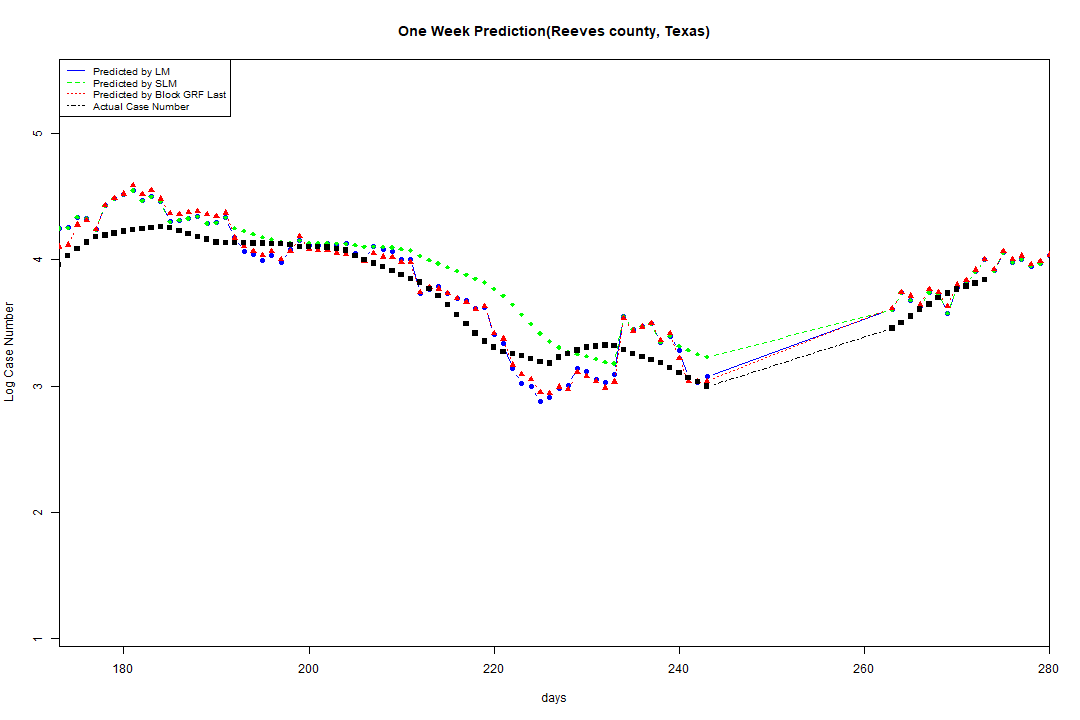 One Week Prediction(Reeves county, Texas)
Predicted by LM
Predicted by SLM
Predicted by Block GRF Last
Actual Case Number
5
4
3
2
1
Log Case Number
180 200 220 240 260 280
days